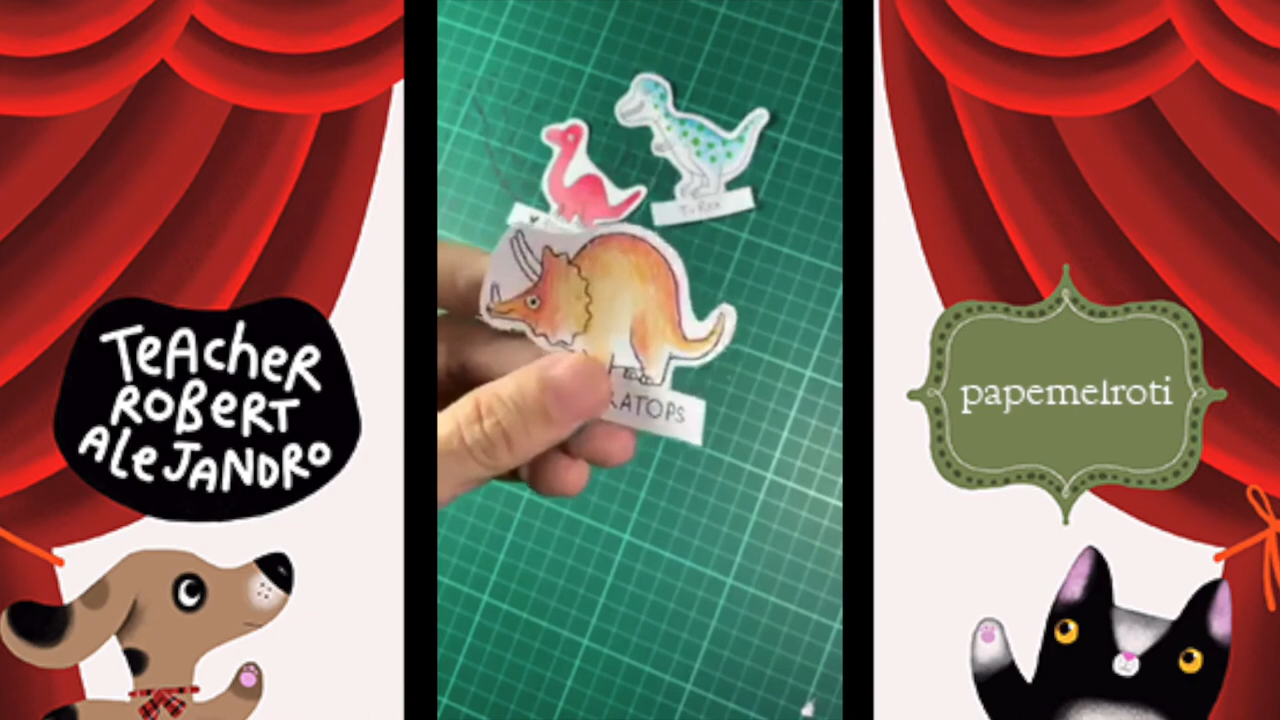 TeAcheR
ROBeRT
ALeJANDRO
T-Rex
RATOPS
papemelroti